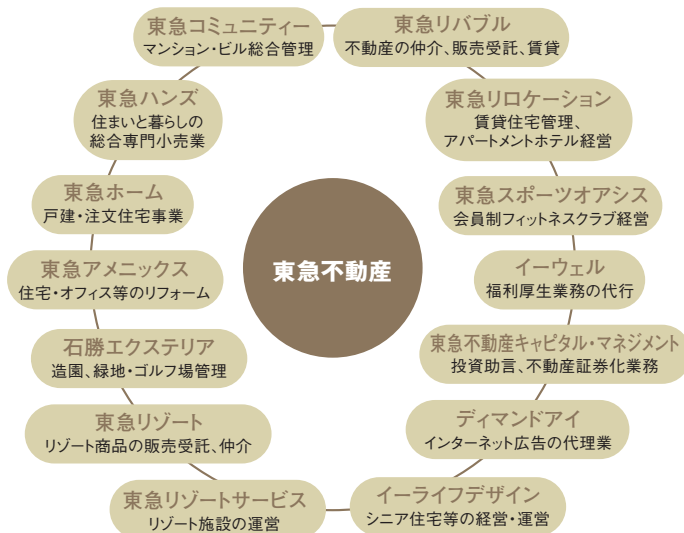 東急コミュニティー
マンション・ビル総合管理
東急リバブル
不動産の仲介、販売受託、賃貸
東急ハンズ
住まいと暮らしの
総合専門小売業
東急リロケーション
賃貸住宅管理、
アパートメントホテル経営
東急ホーム
戸建・注文住宅事業
東急スポーツオアシス
会員制フィットネスクラブ経営
東急不動産
東急アメニックス
住宅・オフィス等のリフォーム
イーウェル
福利厚生業務の代行
石勝エクステリア
造園、緑地・ゴルフ場管理
東急不動産キャピタル・マネジメント
投資助言、不動産証券化業務
東急リゾート
リゾート商品の販売受託、仲介
ディマンドアイ
インターネット広告の代理業
東急リゾートサービス
リゾート施設の運営
イーライフデザイン
シニア住宅等の経営・運営